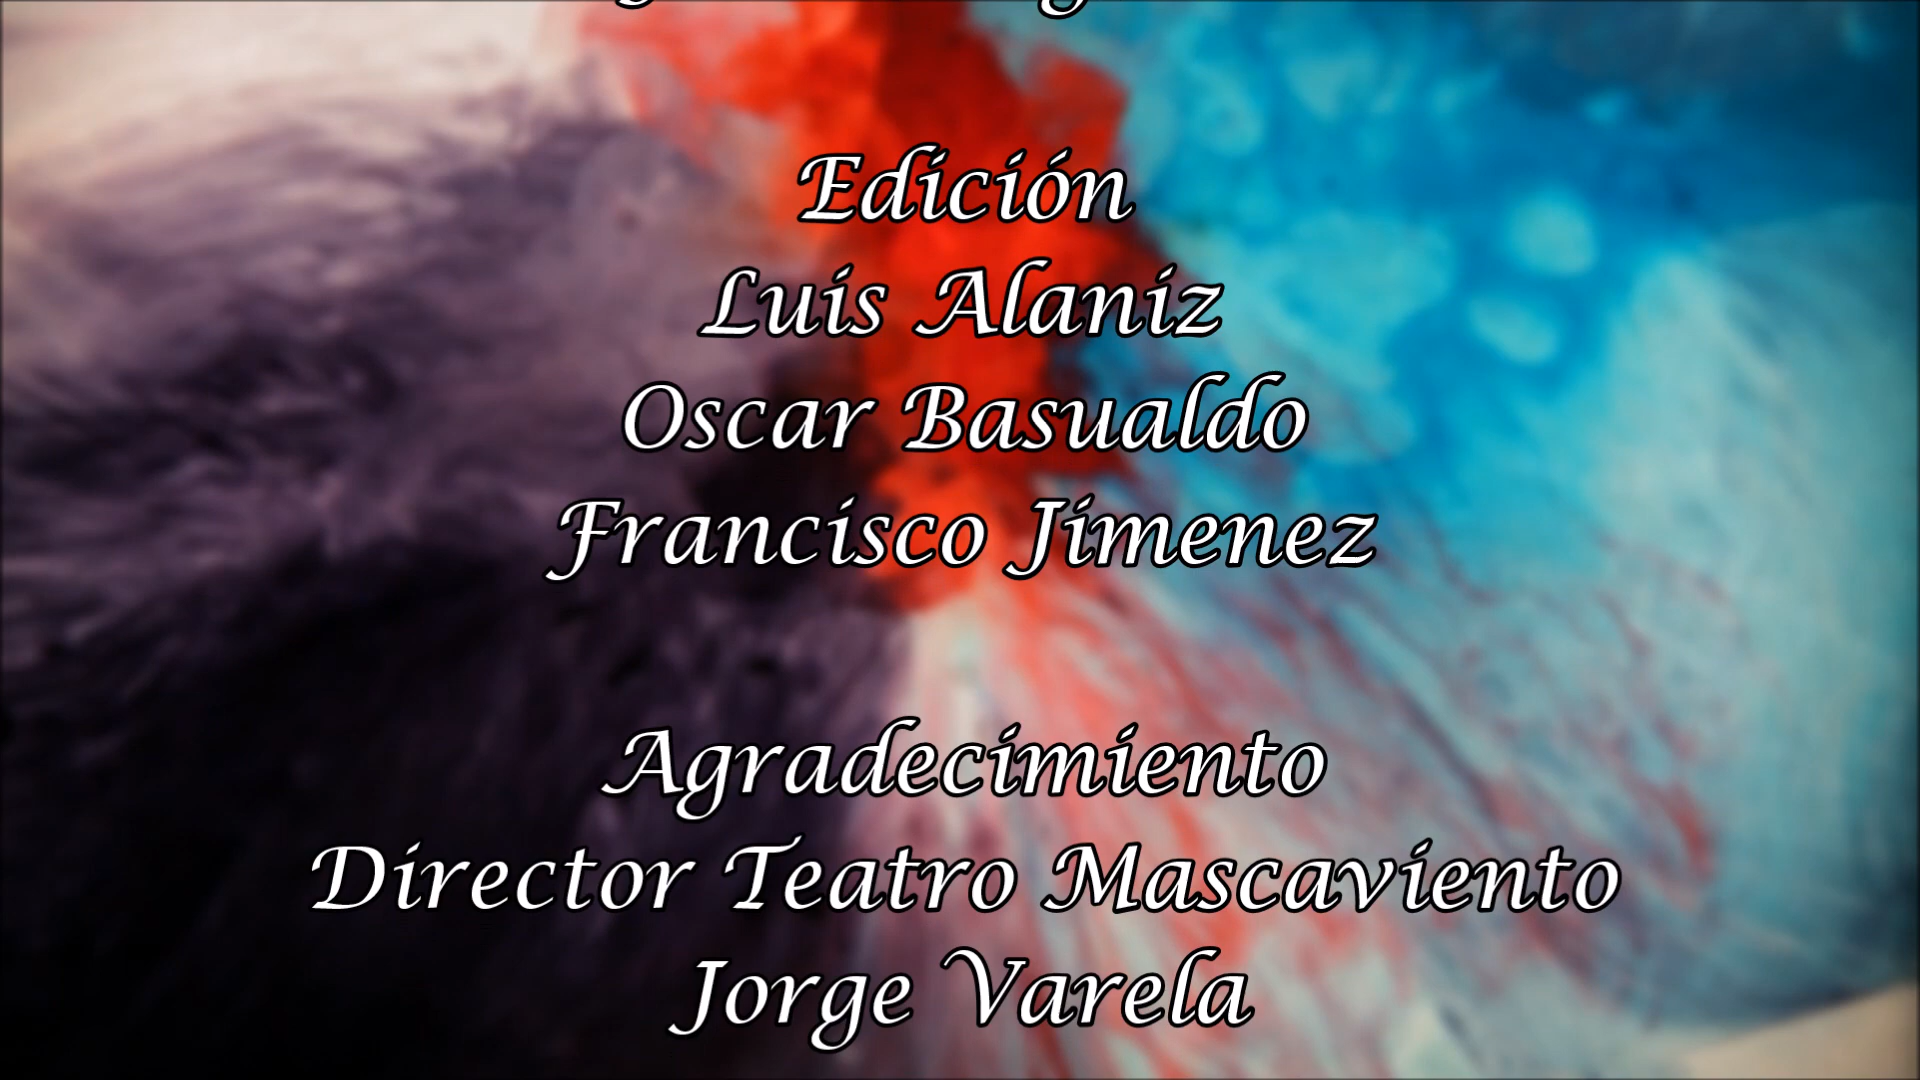 Edición
Luis Alaniz
Oscar Basualdo
Francisco Jimenez
Agradecimiento
Director Teatro Mascaviento
Jorge Varela